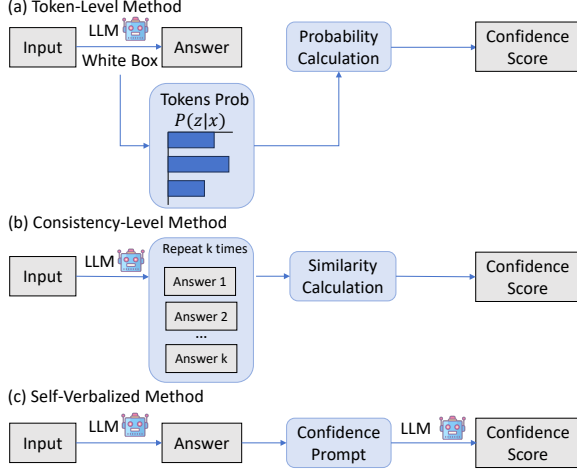 (a) Token-Level Method
Input
LLM
White Box
Answer
Tokens Prob
P(z|x)
Probability
Calculation
Confidence
Score
(b) Consistency-Level Method
Input
LLM
Repeat k times
Answer 1
Answer 2
...
Answer k
Similarity
Calculation
Confidence
Score
(c) Self-Verbalized Method
Input
LLM
Answer
Confidence
Prompt
LLM
Confidence
Score